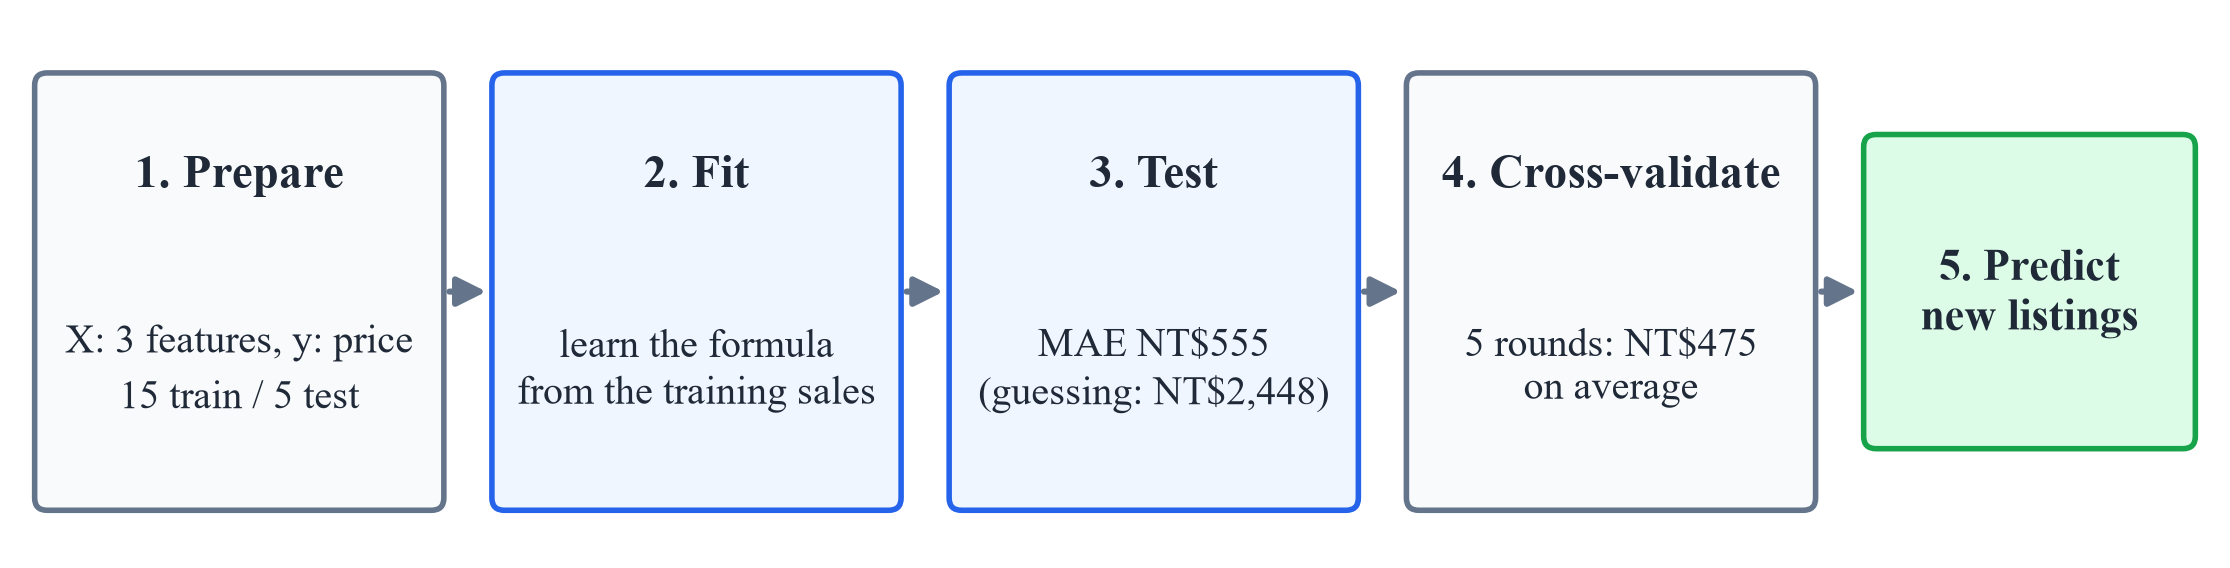 1. Prepare
X: 3 features, y: price
15 train / 5 test
2. Fit
learn the formula
from the training sales
3. Test
MAE NT$555
(guessing: NT$2,448)
4. Cross-validate
5 rounds: NT$475
on average
5. Predict
new listings